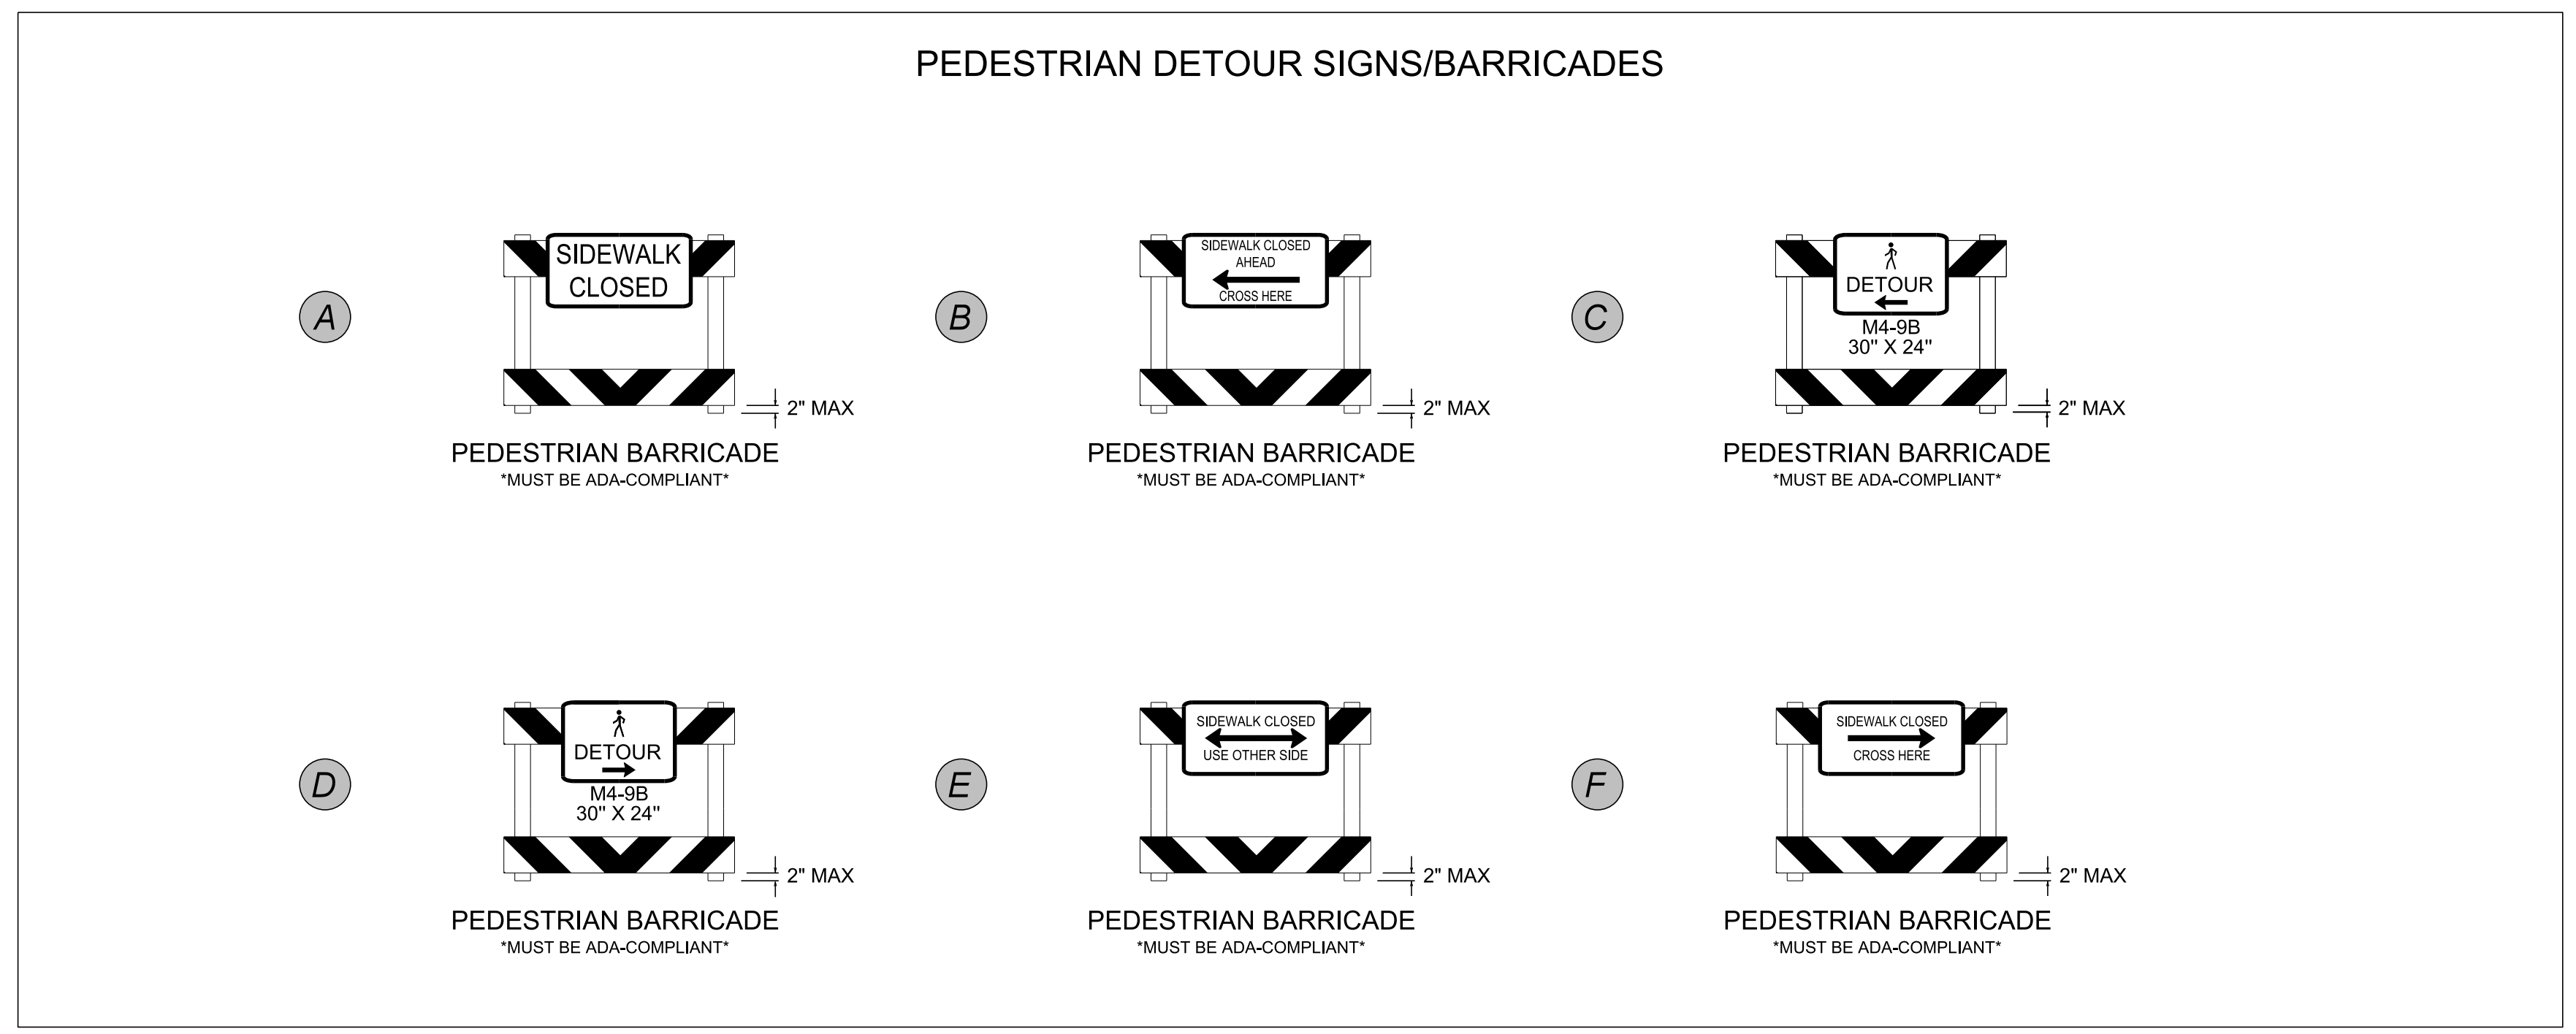 PEDESTRIAN DETOUR SIGNS/BARRICADES
A
SIDEWALK
CLOSED
2" MAX
PEDESTRIAN BARRICADE
*MUST BE ADA-COMPLIANT*
B
SIDEWALK CLOSED
AHEAD
CROSS HERE
2" MAX
PEDESTRIAN BARRICADE
*MUST BE ADA-COMPLIANT*
C
DETOUR
M4-9B
30" X 24"
2" MAX
PEDESTRIAN BARRICADE
*MUST BE ADA-COMPLIANT*
D
DETOUR
M4-9B
30" X 24"
2" MAX
PEDESTRIAN BARRICADE
*MUST BE ADA-COMPLIANT*
E
SIDEWALK CLOSED
USE OTHER SIDE
2" MAX
PEDESTRIAN BARRICADE
*MUST BE ADA-COMPLIANT*
F
SIDEWALK CLOSED
CROSS HERE
2" MAX
PEDESTRIAN BARRICADE
*MUST BE ADA-COMPLIANT*